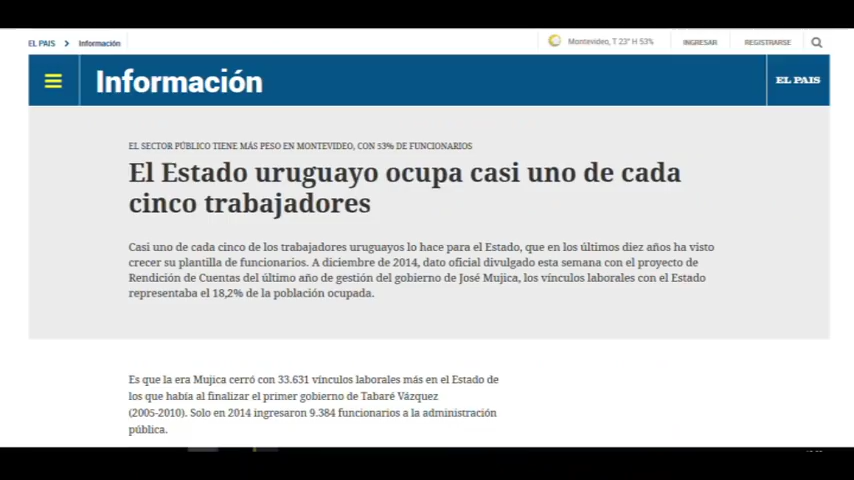 EL PAIS > Información
Montevideo, T 23° H 53%
INGRESAR
REGISTRARSE
Información
EL PAIS
EL SECTOR PÚBLICO TIENE MÁS PESO EN MONTEVIDEO, CON 53% DE FUNCIONARIOS
El Estado uruguayo ocupa casi uno de cada
cinco trabajadores
Casi uno de cada cinco de los trabajadores uruguayos lo hace para el Estado, que en los últimos diez años ha visto
crecer su plantilla de funcionarios. A diciembre de 2014, dato oficial divulgado esta semana con el proyecto de
Rendición de Cuentas del último año de gestión del gobierno de José Mujica, los vínculos laborales con el Estado
representaba el 18,2% de la población ocupada.
Es que la era Mujica cerró con 33.631 vínculos laborales más en el Estado de
los que había al finalizar el primer gobierno de Tabaré Vázquez
(2005-2010). Solo en 2014 ingresaron 9.384 funcionarios a la administración
pública.